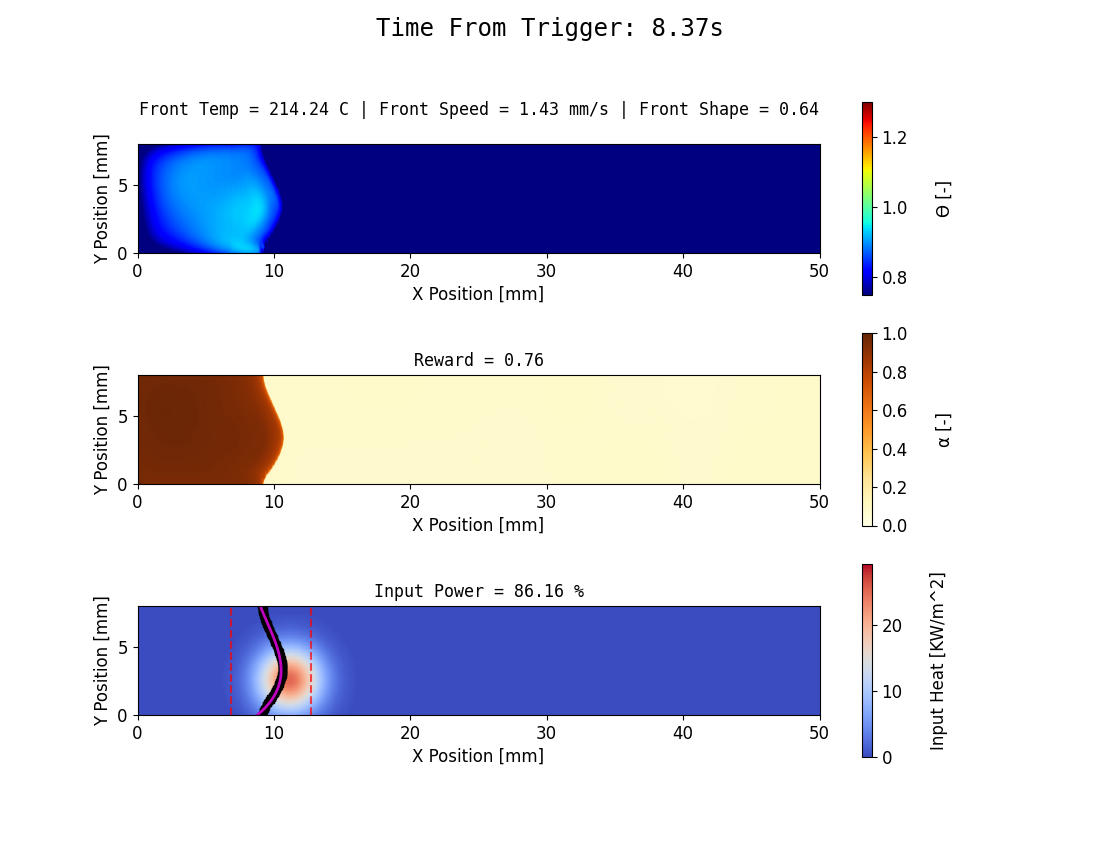 Time From Trigger: 8.37s
Front Temp = 214.24 C | Front Speed = 1.43 mm/s | Front Shape = 0.64
Y Position [mm]
5
0
0 10 20 30 40 50
X Position [mm]
1.2
1.0
0.8
Θ [-]
Reward = 0.76
Y Position [mm]
5
0
0 10 20 30 40 50
X Position [mm]
1.0
0.8
0.6
0.4
0.2
0.0
α [-]
Input Power = 86.16 %
Y Position [mm]
5
0
0 10 20 30 40 50
X Position [mm]
20
10
0
Input Heat [KW/m^2]